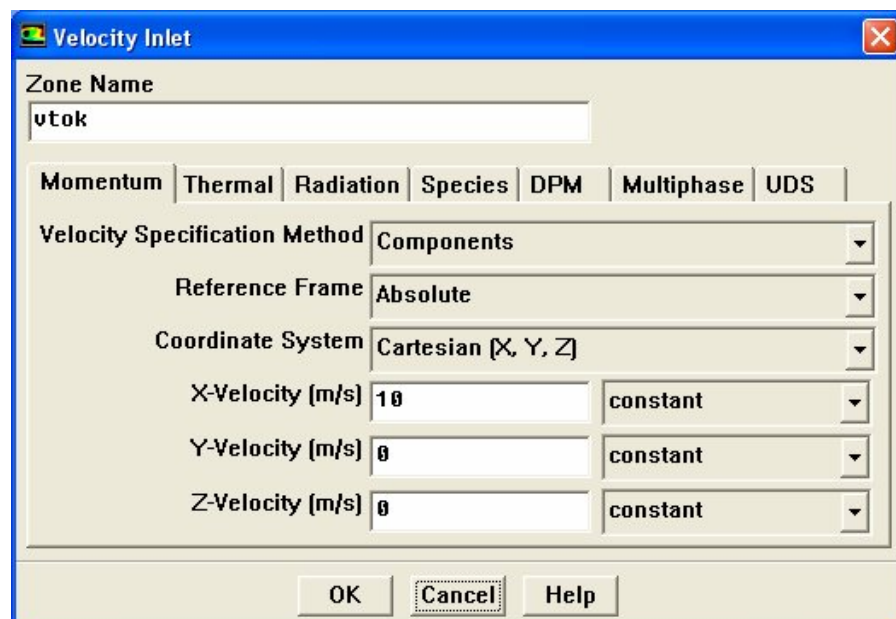 Velocity Inlet
Zone Name
vtok
Momentum Thermal Radiation Species DPM Multiphase UDS
Velocity Specification Method Components
Reference Frame Absolute
Coordinate System Cartesian (X, Y, Z)
X-Velocity (m/s) 10 constant
Y-Velocity (m/s) 0 constant
Z-Velocity (m/s) 0 constant
OK Cancel Help